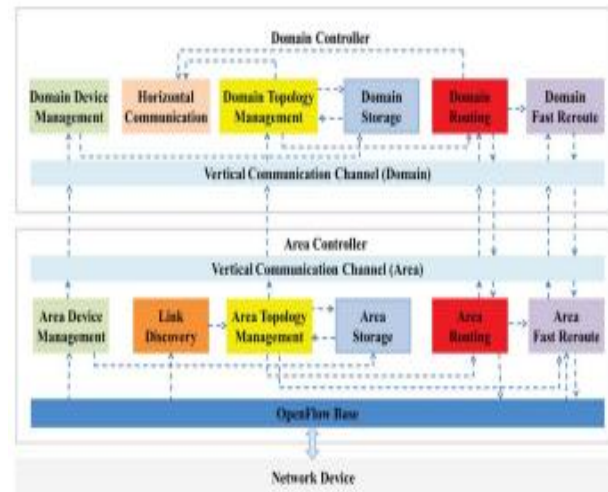 Domain Controller
Domain Device
Management
Horizontal
Communication
Domain Topology
Management
Domain
Storage
Domain
Routing
Domain
Fast Reroute
Vertical Communication Channel (Domain)
Area Controller
Vertical Communication Channel (Area)
Area Device
Management
Link
Discovery
Area Topology
Management
Area
Storage
Area
Routing
Area
Fast Reroute
OpenFlow Base
Network Device